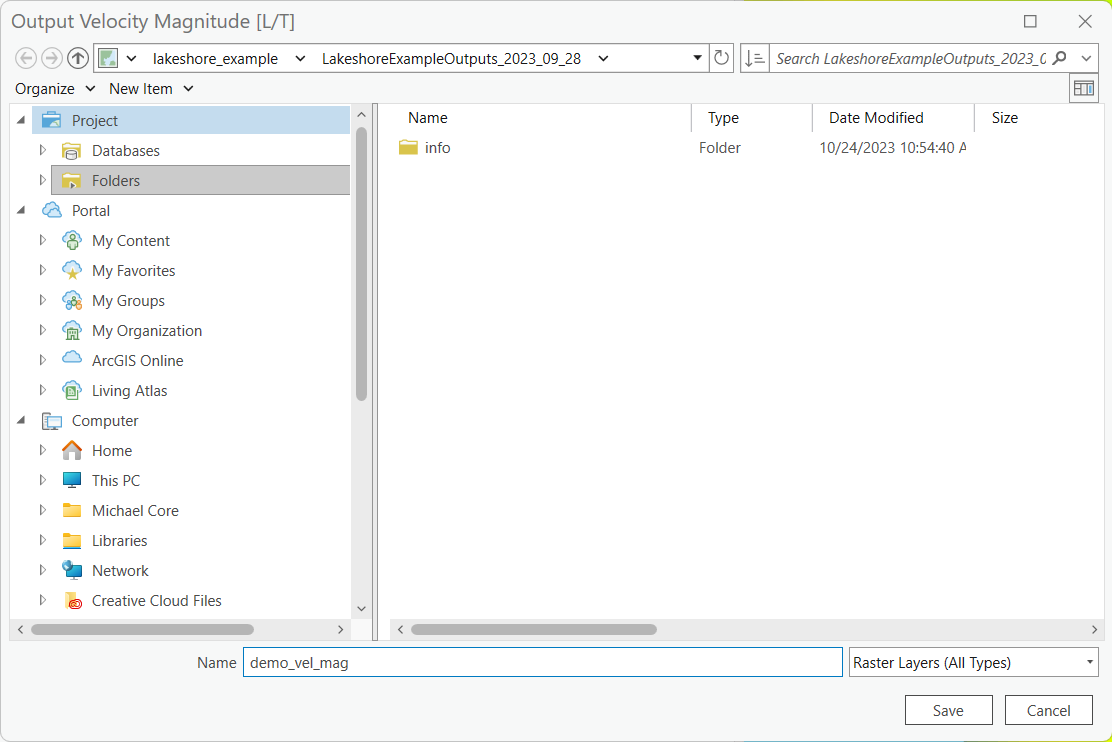 Output Velocity Magnitude [L/T]
lakeshore_example LakeshoreExampleOutputs_2023_09_28 Search LakeshoreExampleOutputs_2023_0
Organize New Item
Project
Databases
Folders
Portal
My Content
My Favorites
My Groups
My Organization
ArcGIS Online
Living Atlas
Computer
Home
This PC
Michael Core
Libraries
Network
Creative Cloud Files
Name Type Date Modified Size
info Folder 10/24/2023 10:54:40 A
Name demo_vel_mag Raster Layers (All Types)
Save Cancel